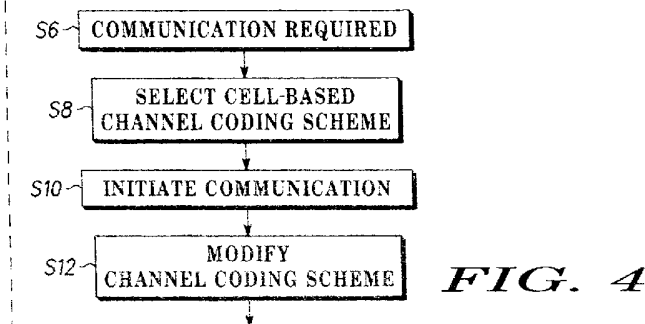 S6 COMMUNICATION REQUIRED
S8 SELECT CELL-BASED
CHANNEL CODING SCHEME
S10 INITIATE COMMUNICATION
S12 MODIFY
CHANNEL CODING SCHEME
FIG. 4